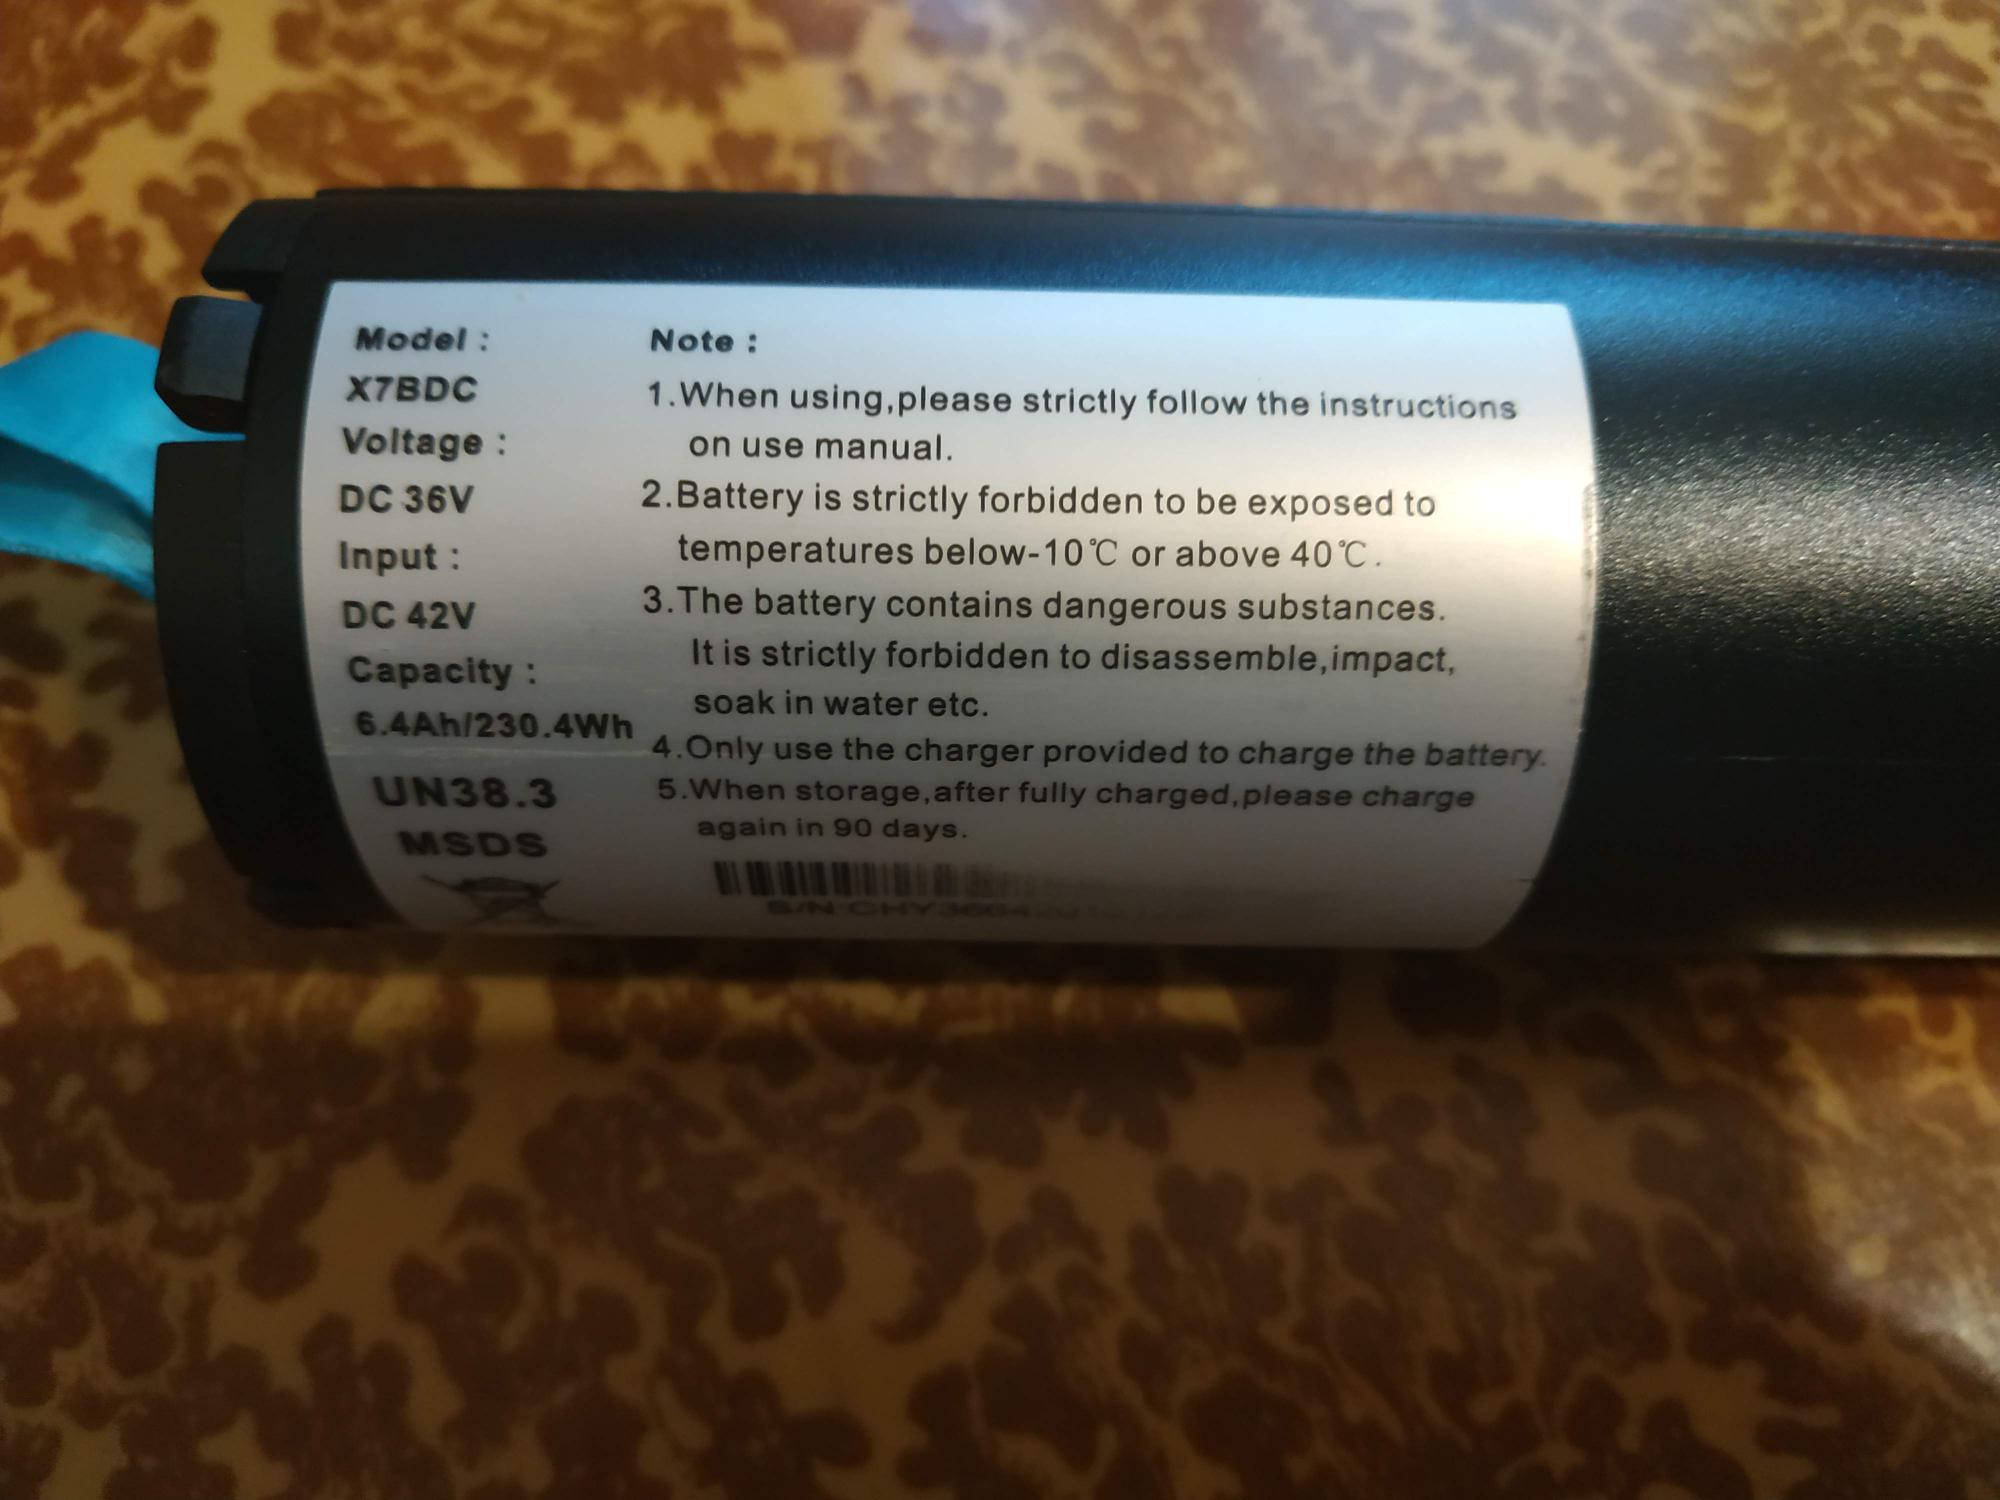 Model :
X7BDC
Voltage :
DC 36V
Input :
DC 42V
Capacity :
6.4Ah/230.4Wh
UN38.3
MSDS
Note :
1.When using,please strictly follow the instructions
on use manual.
2.Battery is strictly forbidden to be exposed to
temperatures below-10℃ or above 40℃.
3.The battery contains dangerous substances.
It is strictly forbidden to disassemble,impact,
soak in water etc.
4.Only use the charger provided to charge the battery.
5.When storage,after fully charged,please charge
again in 90 days.